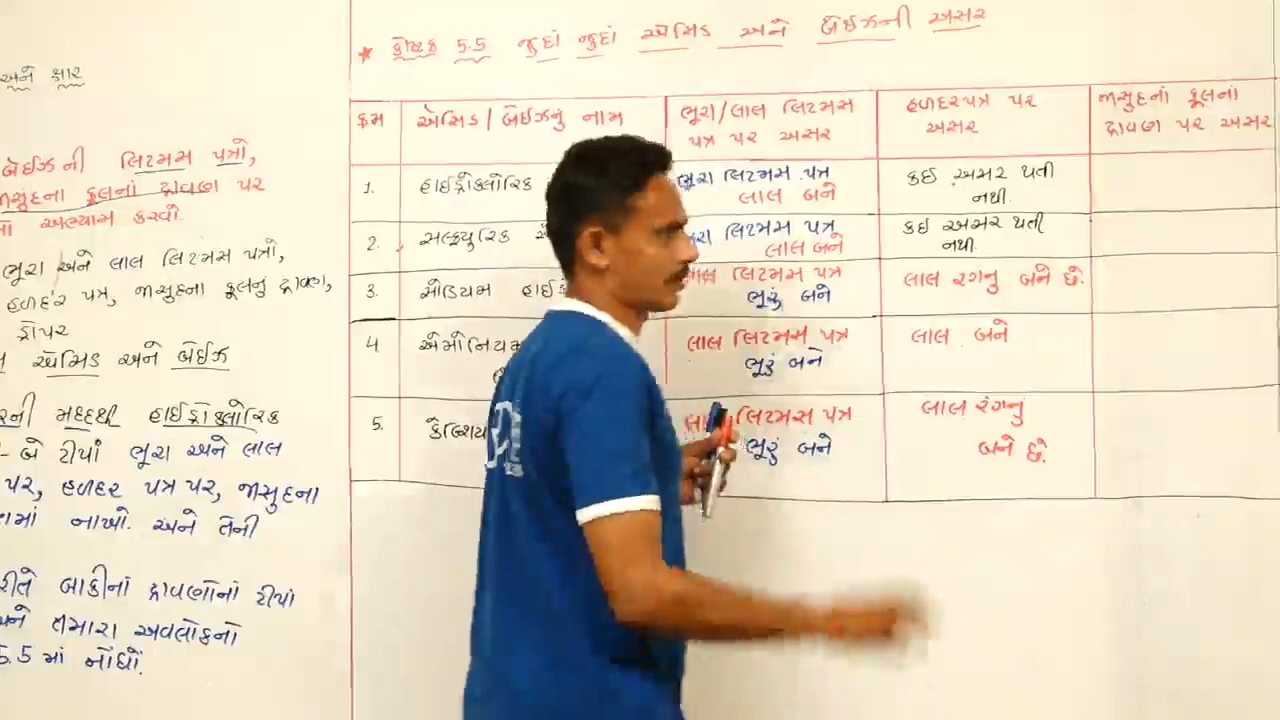 અને ક્ષાર
બેઈઝ ની લિટમસ પત્રો,
જાસુદના ફૂલનાં દ્રાવણ પર
અભ્યાસ કરવો.
ભૂરા અને લાલ લિટમસ પત્રો,
હળદર પત્ર, જાસુદના ફૂલનુ દ્રાવણ,
ડ્રોપર
એસિડ અને બેઈઝ
મદદથી હાઈડ્રોક્લોરિક
બે ટીપાં ભૂરા અને લાલ
પર, હળદર પત્ર પર, જાસુદના
નાખો. અને તેની
રીતે બાકીનાં દ્રાવણોનાં ટીપાં
તમારા અવલોકનો
5.5 માં નોંધો.
* કોષ્ટક 5.5 જુદાં જુદાં એસિડ અને બેઈઝની અસર
ક્રમ એસિડ / બેઈઝનું નામ ભૂરા/લાલ લિટમસ પત્ર પર અસર હળદરપત્ર પર અસર જાસુદનાં ફૂલનાં દ્રાવણ પર અસર
1. હાઈડ્રોક્લોરિક ભૂરા લિટમસ પત્ર લાલ બને કઈ અસર થતી નથી.
2. સલ્ફ્યુરિક લિટમસ પત્ર લાલ બને કઈ અસર થતી નથી.
3. સોડિયમ લાલ લિટમસ પત્ર ભૂરું બને લાલ રંગનુ બને છે.
4 એમોનિયમ લાલ લિટમસ પત્ર ભૂરું બને લાલ બને
5. લિટમસ પત્ર ભૂરું બને લાલ રંગનું બને છે.